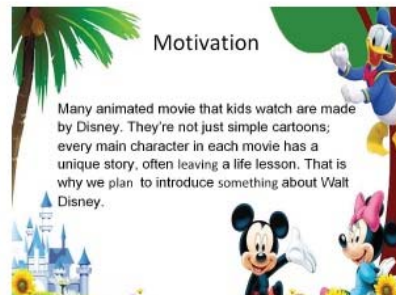 Motivation
Many animated movie that kids watch are made
by Disney. They're not just simple cartoons;
every main character in each movie has a
unique story, often leaving a life lesson. That is
why we plan to introduce something about Walt
Disney.